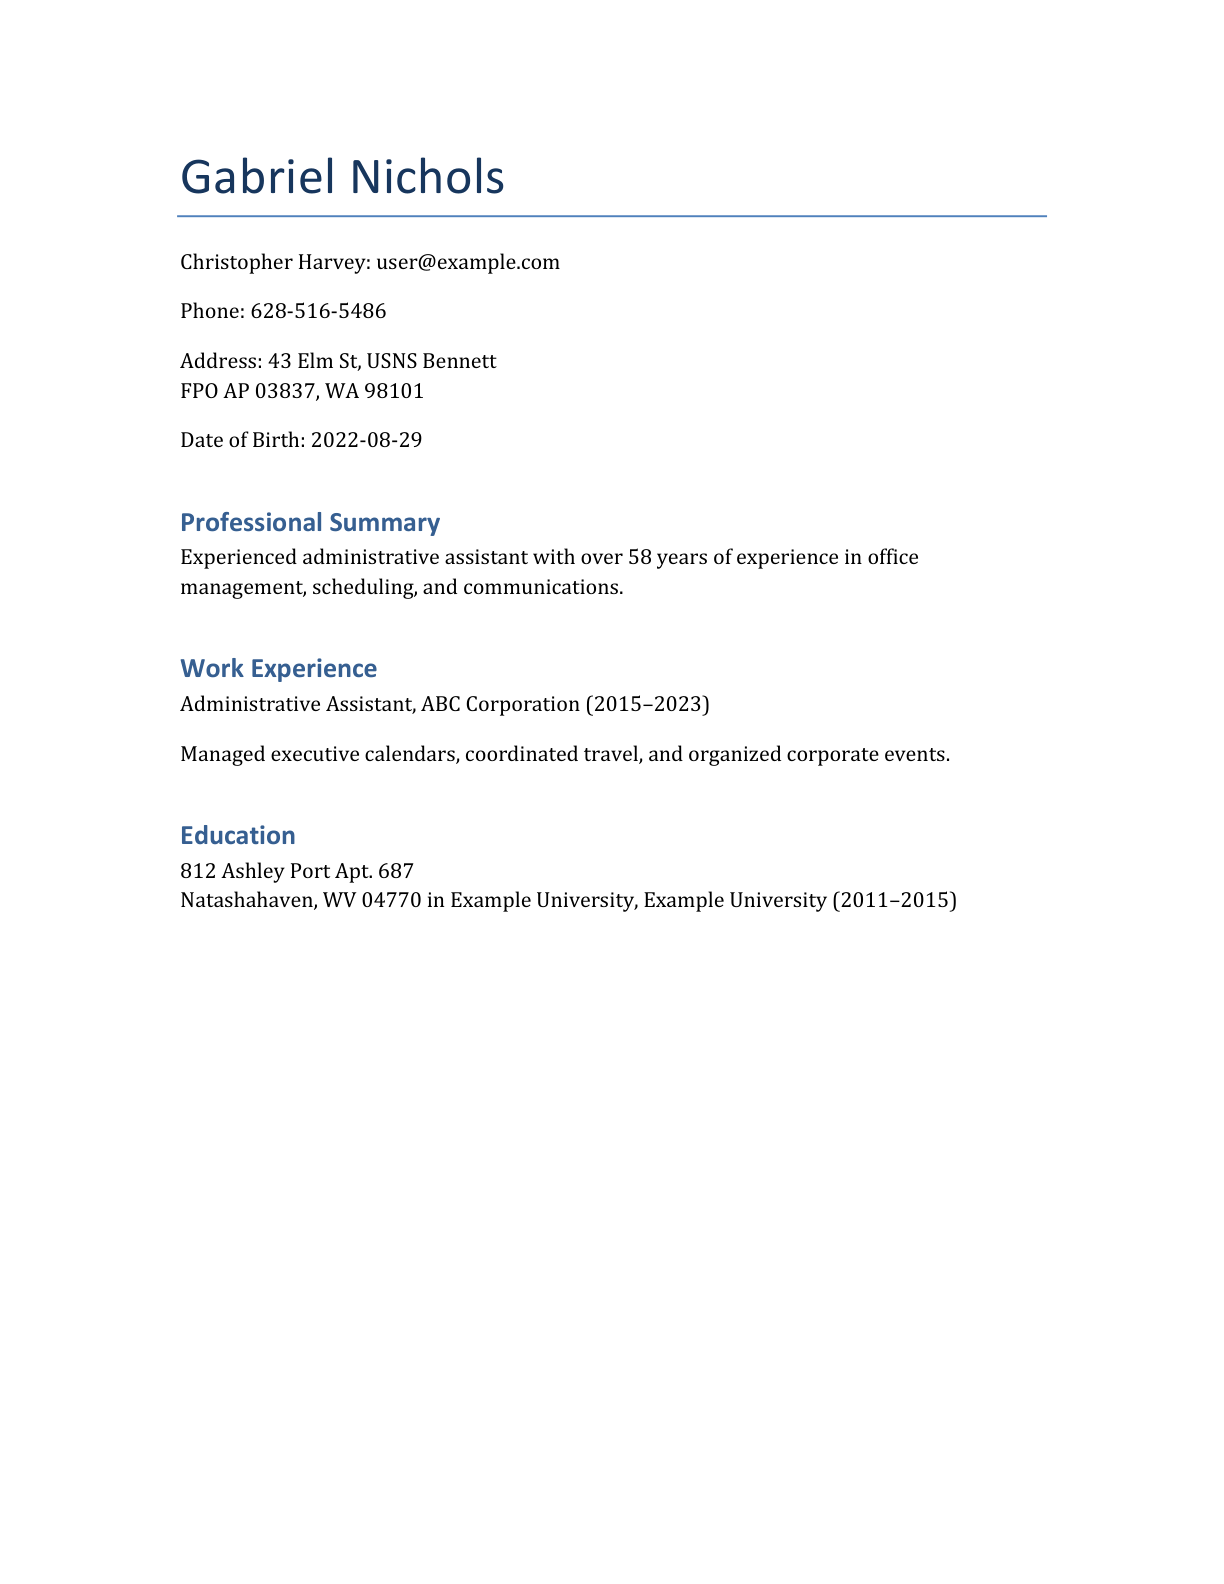 Gabriel Nichols
Christopher Harvey: user@example.com
Phone: 628-516-5486
Address: 43 Elm St, USNS Bennett
FPO AP 03837, WA 98101
Date of Birth: 2022-08-29
Professional Summary
Experienced administrative assistant with over 58 years of experience in office
management, scheduling, and communications.
Work Experience
Administrative Assistant, ABC Corporation (2015–2023)
Managed executive calendars, coordinated travel, and organized corporate events.
Education
812 Ashley Port Apt. 687
Natashahaven, WV 04770 in Example University, Example University (2011–2015)